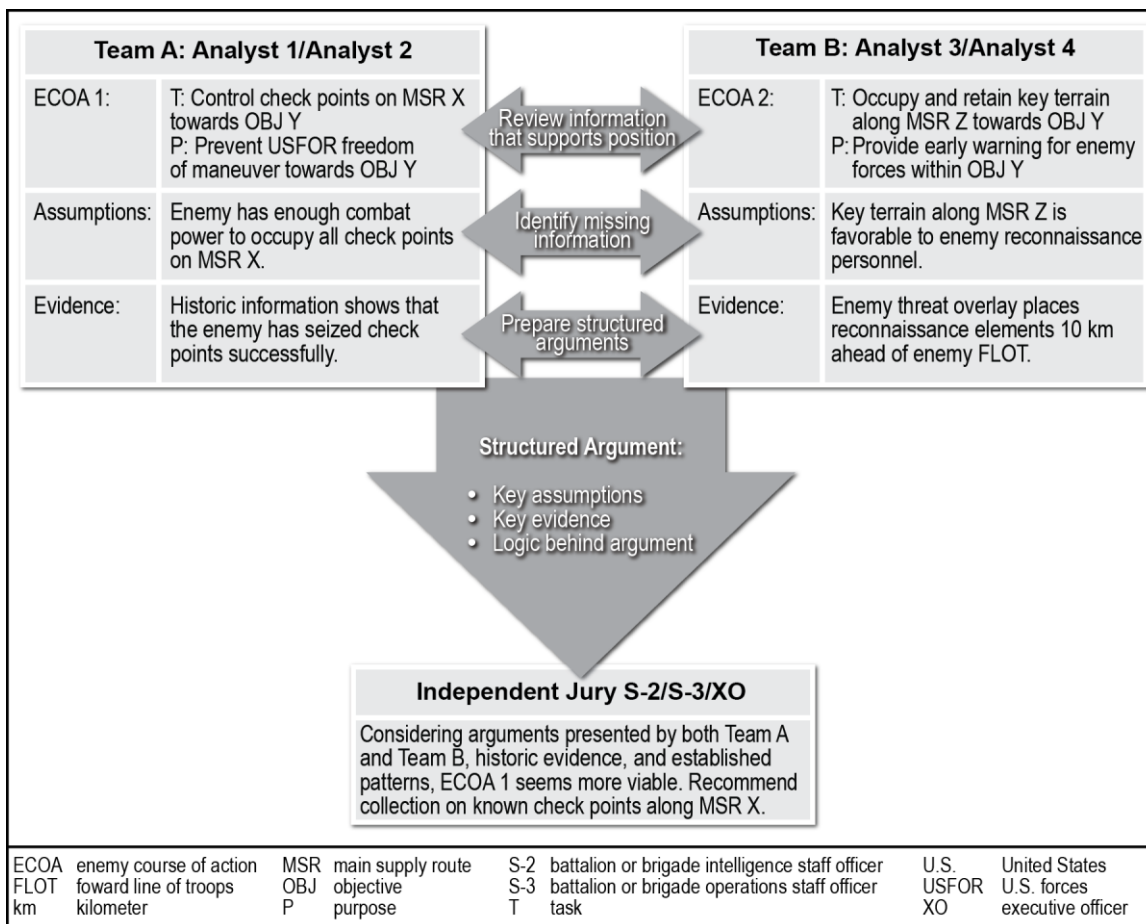 Team A: Analyst 1/Analyst 2
ECOA 1:
T: Control check points on MSR X
towards OBJ Y
P: Prevent USFOR freedom
of maneuver towards OBJ Y
Assumptions:
Enemy has enough combat
power to occupy all check points
on MSR X.
Evidence:
Historic information shows that
the enemy has seized check
points successfully.
Review information
that supports position
Identify missing
information
Prepare structured
arguments
Team B: Analyst 3/Analyst 4
ECOA 2:
T: Occupy and retain key terrain
along MSR Z towards OBJ Y
P: Provide early warning for enemy
forces within OBJ Y
Assumptions:
Key terrain along MSR Z is
favorable to enemy reconnaissance
personnel.
Evidence:
Enemy threat overlay places
reconnaissance elements 10 km
ahead of enemy FLOT.
Structured Argument:
• Key assumptions
• Key evidence
• Logic behind argument
Independent Jury S-2/S-3/XO
Considering arguments presented by both Team A
and Team B, historic evidence, and established
patterns, ECOA 1 seems more viable. Recommend
collection on known check points along MSR X.
ECOA enemy course of action
FLOT foward line of troops
km kilometer
MSR main supply route
OBJ objective
P purpose
S-2 battalion or brigade intelligence staff officer
S-3 battalion or brigade operations staff officer
T task
U.S. United States
USFOR U.S. forces
XO executive officer